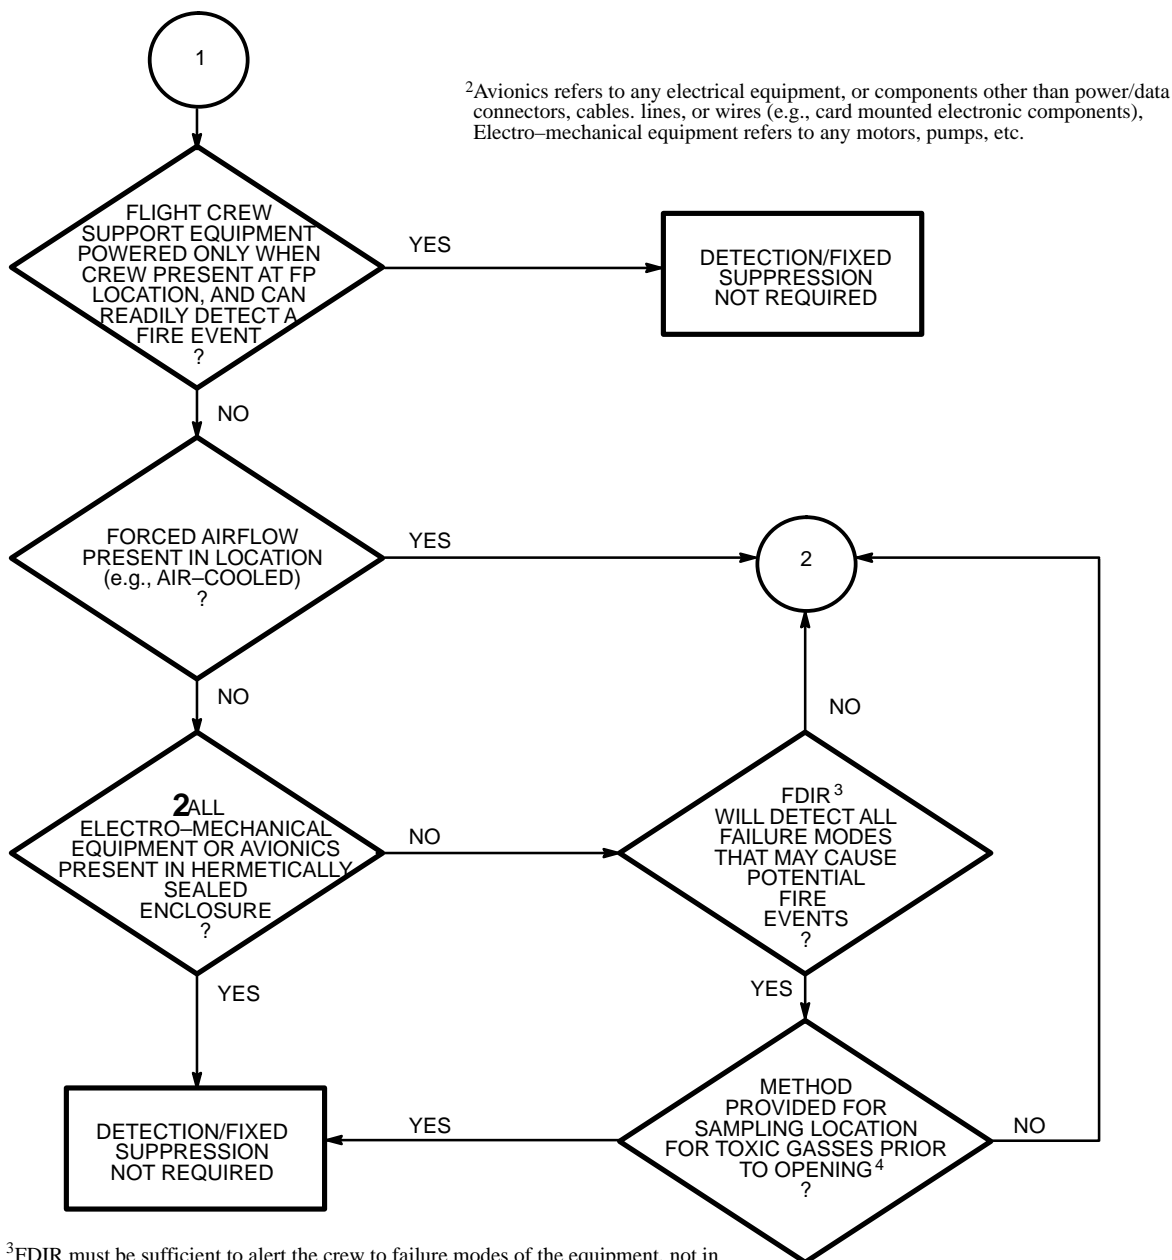 1
²Avionics refers to any electrical equipment, or components other than power/data
connectors, cables. lines, or wires (e.g., card mounted electronic components),
Electro–mechanical equipment refers to any motors, pumps, etc.
FLIGHT CREW
SUPPORT EQUIPMENT
POWERED ONLY WHEN
CREW PRESENT AT FP
LOCATION, AND CAN
READILY DETECT A
FIRE EVENT
?
YES
DETECTION/FIXED
SUPPRESSION
NOT REQUIRED
NO
FORCED AIRFLOW
PRESENT IN LOCATION
(e.g., AIR–COOLED)
?
YES
2
NO
NO
2ALL
ELECTRO–MECHANICAL
EQUIPMENT OR AVIONICS
PRESENT IN HERMETICALLY
SEALED
ENCLOSURE
?
NO
FDIR³
WILL DETECT ALL
FAILURE MODES
THAT MAY CAUSE
POTENTIAL
FIRE
EVENTS
?
YES
YES
DETECTION/FIXED
SUPPRESSION
NOT REQUIRED
YES
METHOD
PROVIDED FOR
SAMPLING LOCATION
FOR TOXIC GASSES PRIOR
TO OPENING⁴
?
NO
³FDIR must be sufficient to alert the crew to failure modes of the equipment, not in